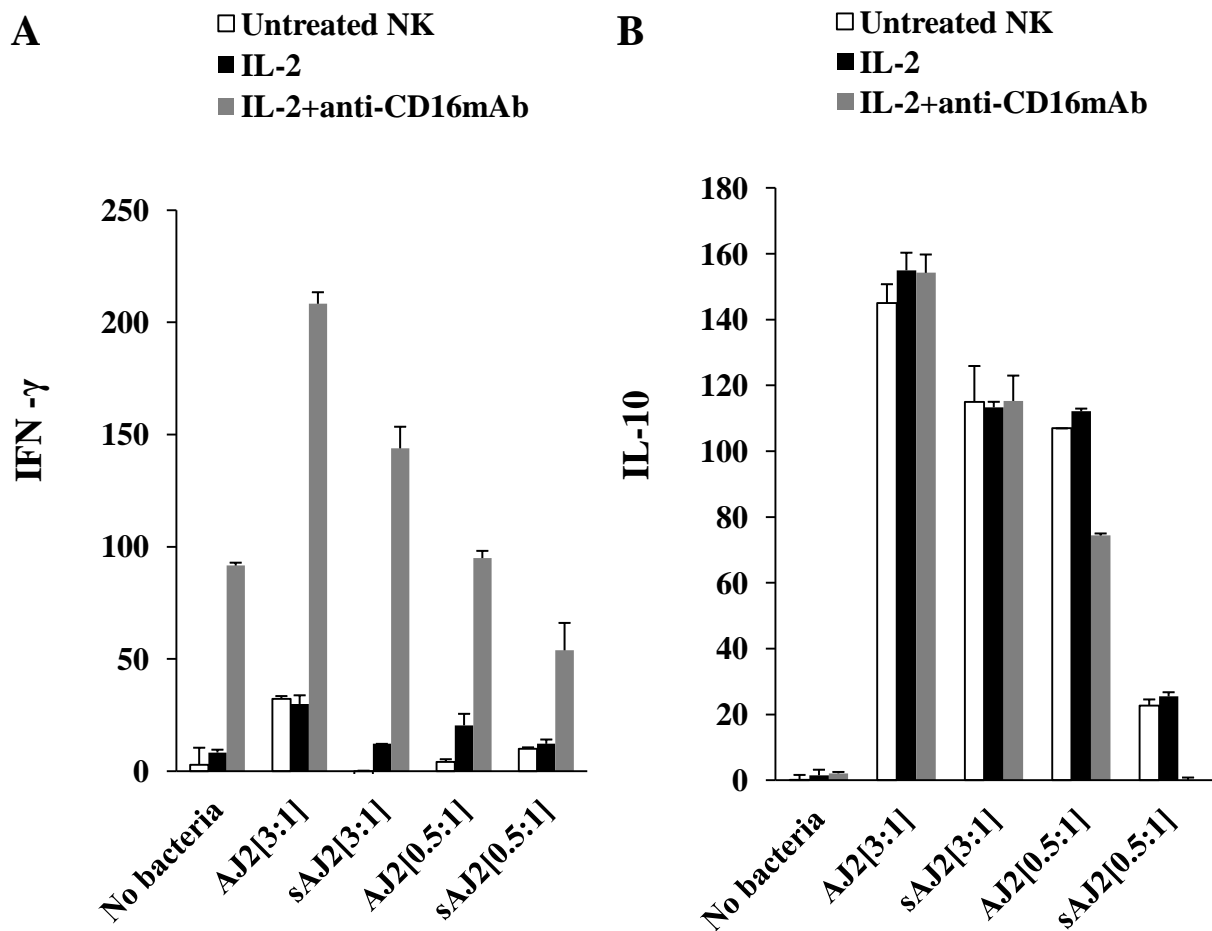 A
Untreated NK
IL-2
IL-2+anti-CD16mAb
IFN -γ
250
200
150
100
50
0
No bacteria
AJ2[3:1]
sAJ2[3:1]
AJ2[0.5:1]
sAJ2[0.5:1]
B
Untreated NK
IL-2
IL-2+anti-CD16mAb
IL-10
180
160
140
120
100
80
60
40
20
0
No bacteria
AJ2[3:1]
sAJ2[3:1]
AJ2[0.5:1]
sAJ2[0.5:1]